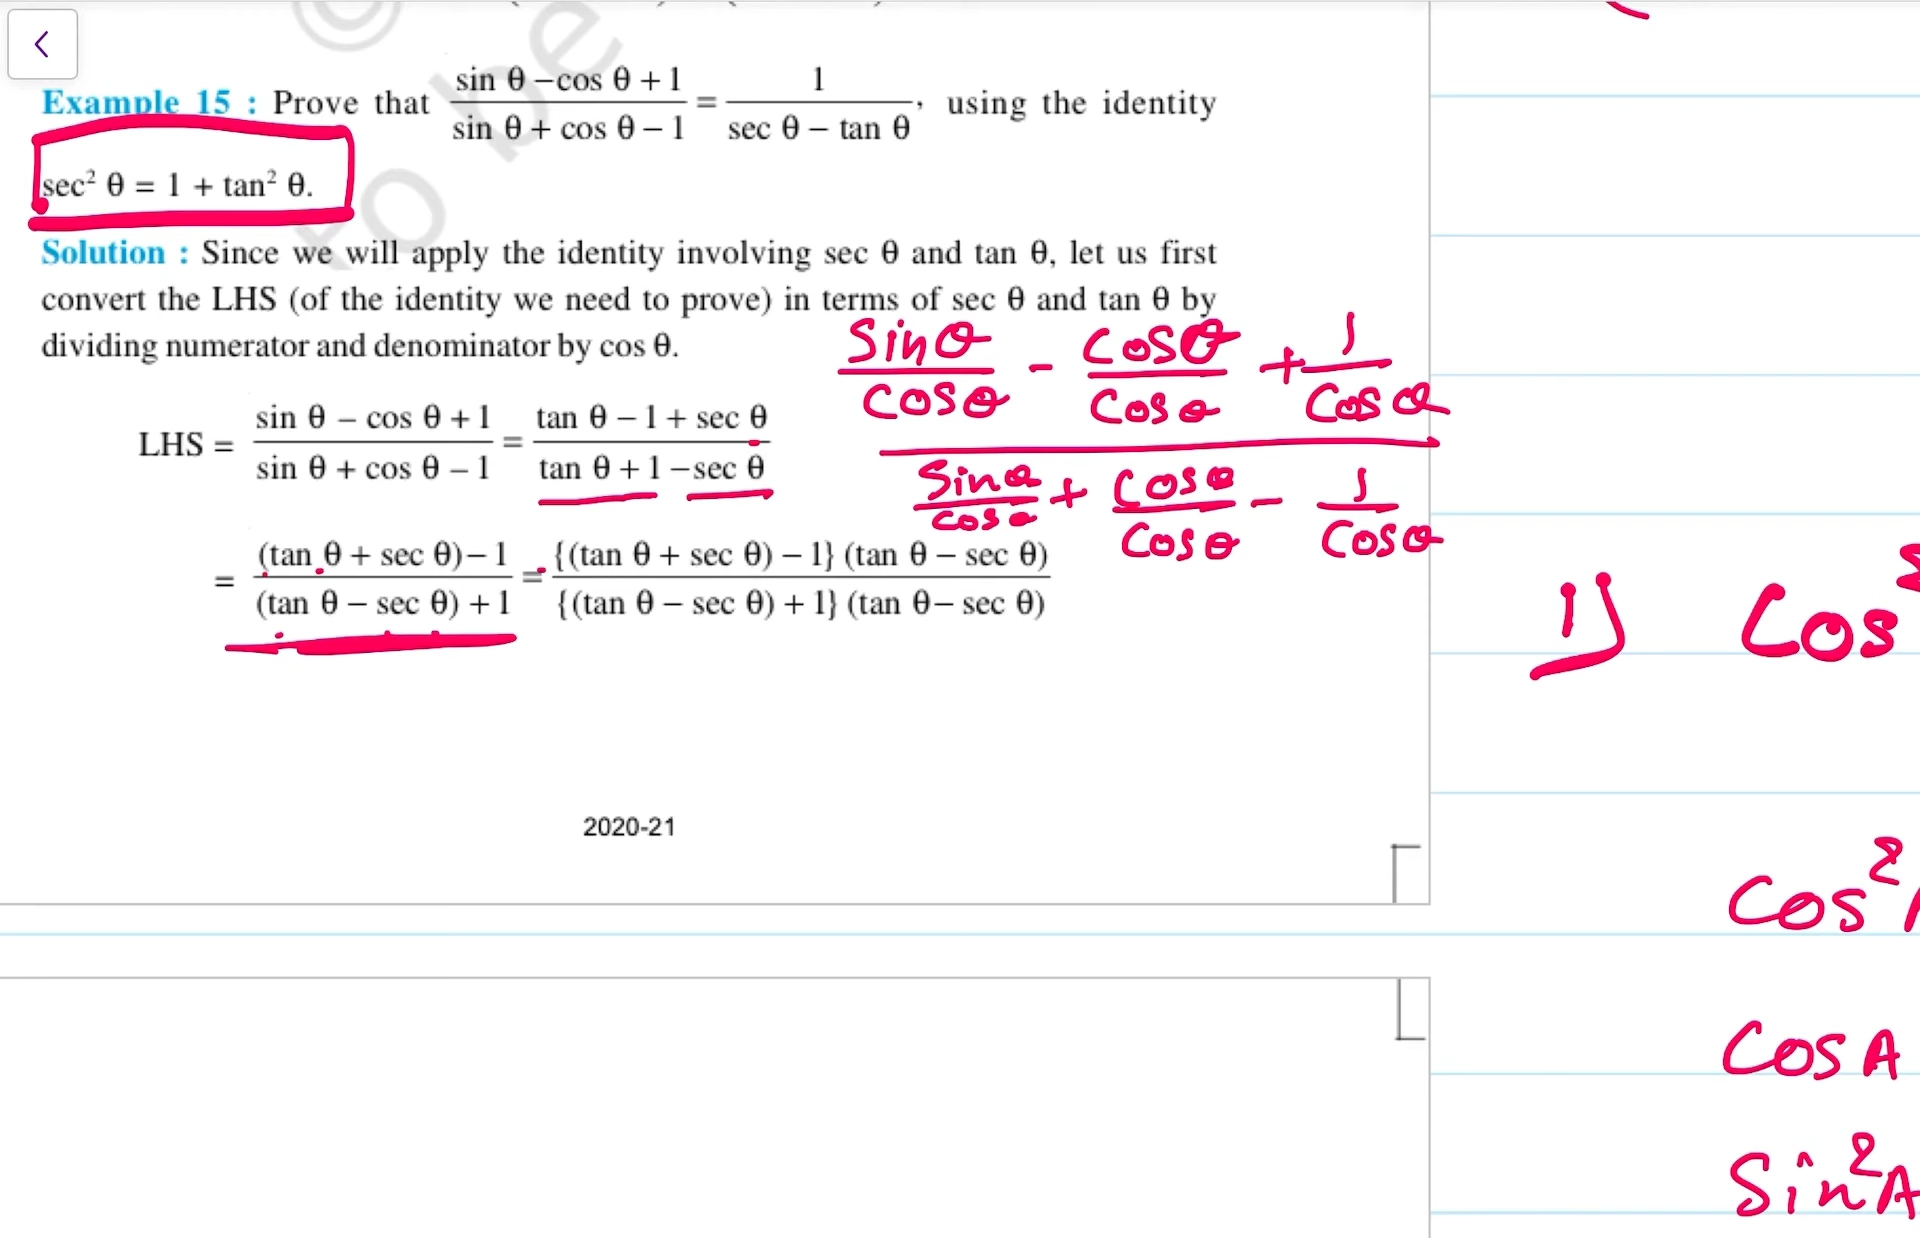 to be
©
Example 15 : Prove that (sin θ – cos θ + 1)/(sin θ + cos θ – 1) = 1/(sec θ – tan θ), using the identity
sec² θ = 1 + tan² θ.
Solution : Since we will apply the identity involving sec θ and tan θ, let us first
convert the LHS (of the identity we need to prove) in terms of sec θ and tan θ by
dividing numerator and denominator by cos θ.
Sinθ/Cosθ - Cosθ/Cosθ + 1/Cosθ
Sinθ/Cosθ + Cosθ/Cosθ - 1/Cosθ
LHS = (sin θ – cos θ + 1)/(sin θ + cos θ – 1) = (tan θ – 1 + sec θ)/(tan θ + 1 – sec θ)
= ((tan θ + sec θ) – 1)/((tan θ – sec θ) + 1) = ({(tan θ + sec θ) – 1} (tan θ – sec θ))/({(tan θ – sec θ) + 1} (tan θ – sec θ))
2020-21
1) Cos
Cos²
Cos A
Sin²A